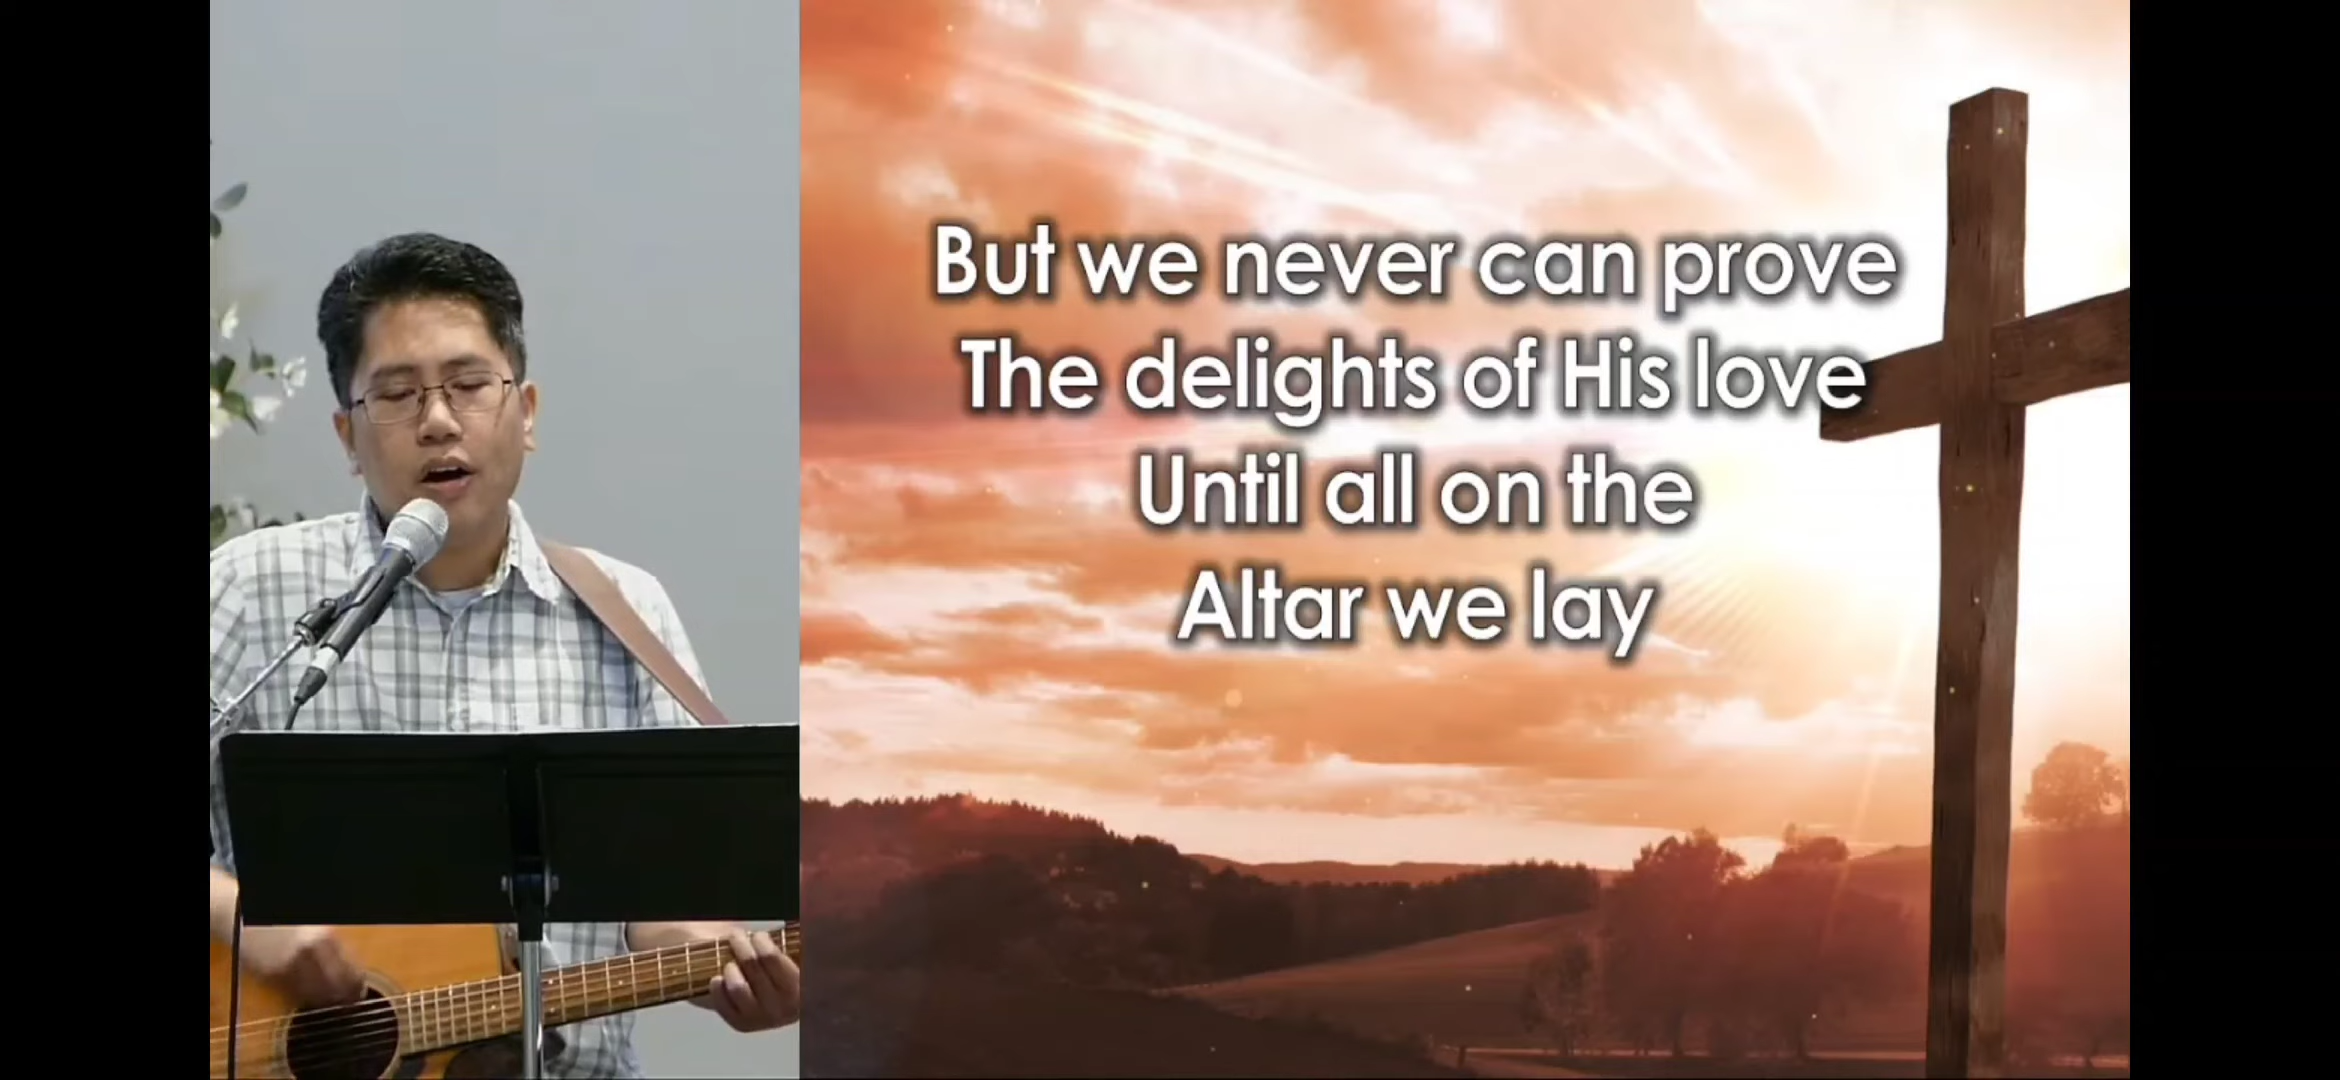 But we never can prove
The delights of His love
Until all on the
Altar we lay